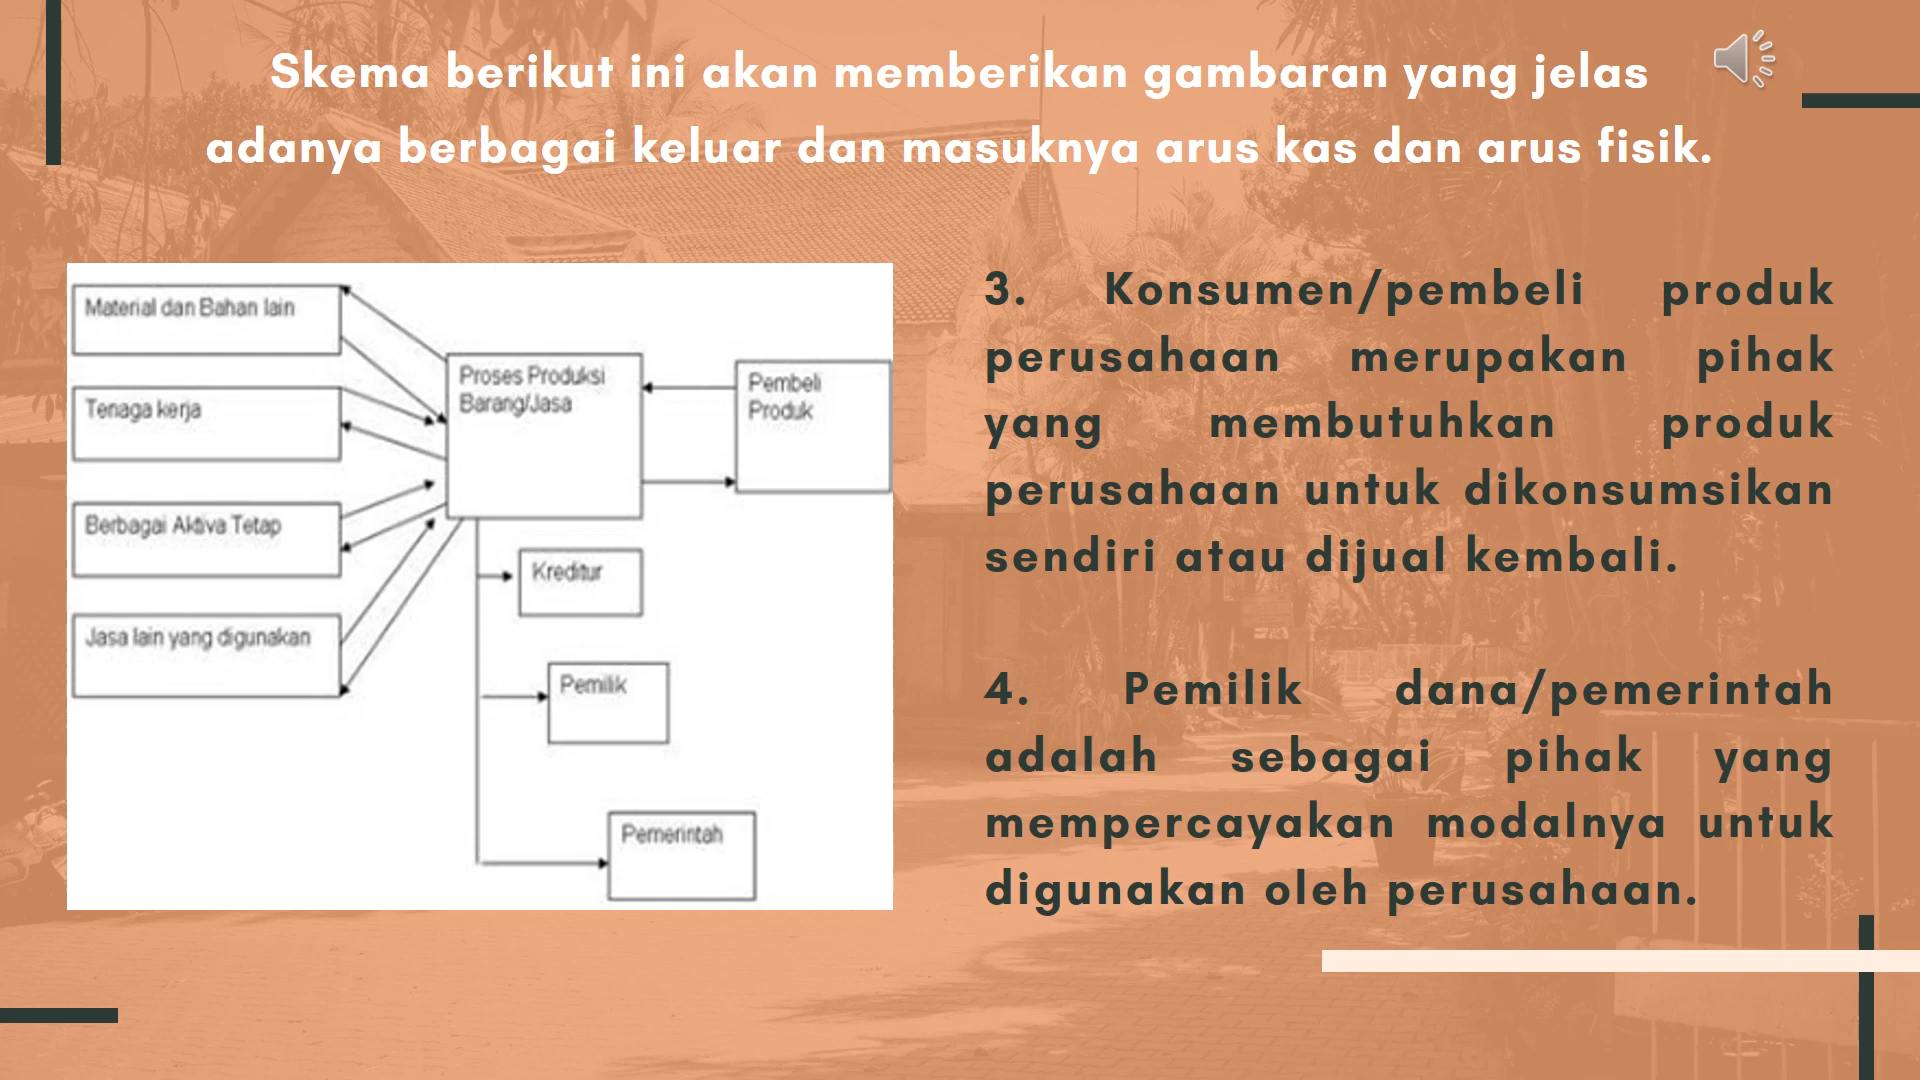 Skema berikut ini akan memberikan gambaran yang jelas
adanya berbagai keluar dan masuknya arus kas dan arus fisik.
Material dan Bahan lain
Tenaga kerja
Berbagai Aktiva Tetap
Jasa lain yang digunakan
Proses Produksi
Barang/Jasa
Pembeli
Produk
Kreditur
Pemilik
Pemerintah
3. Konsumen/pembeli produk
perusahaan merupakan pihak
yang membutuhkan produk
perusahaan untuk dikonsumsikan
sendiri atau dijual kembali.
4. Pemilik dana/pemerintah
adalah sebagai pihak yang
mempercayakan modalnya untuk
digunakan oleh perusahaan.